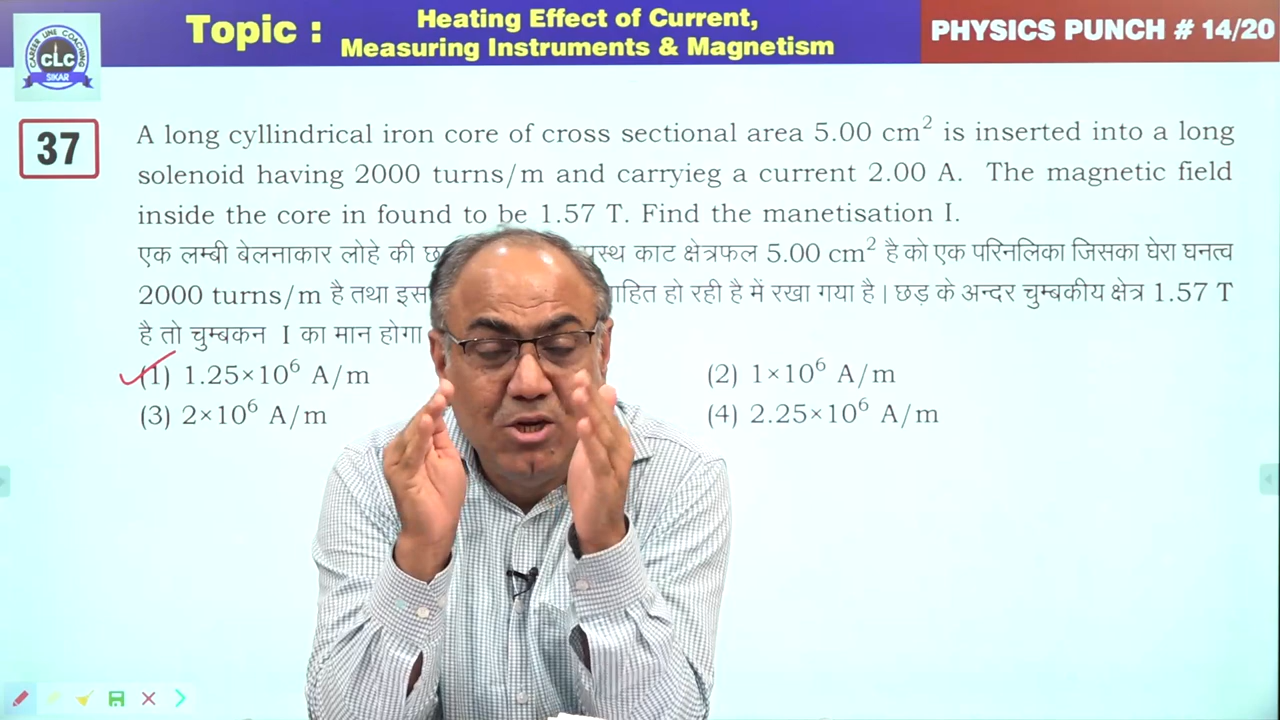 CAREER LINE COACHING
CLC
SIKAR
Topic :
Heating Effect of Current,
Measuring Instruments & Magnetism
PHYSICS PUNCH # 14/20
37
A long cyllindrical iron core of cross sectional area 5.00 cm² is inserted into a long
solenoid having 2000 turns/m and carryieg a current 2.00 A. The magnetic field
inside the core in found to be 1.57 T. Find the manetisation I.
एक लम्बी बेलनाकार लोहे की काट क्षेत्रफल 5.00 cm² है को एक परिनलिका जिसका घेरा घनत्व
2000 turns/m है तथा इस हो रही है में रखा गया है। छड़ के अन्दर चुम्बकीय क्षेत्र 1.57 T
है तो चुम्बकन I का मान होगा
(1) 1.25×10⁶ A/m
(2) 1×10⁶ A/m
(3) 2×10⁶ A/m
(4) 2.25×10⁶ A/m